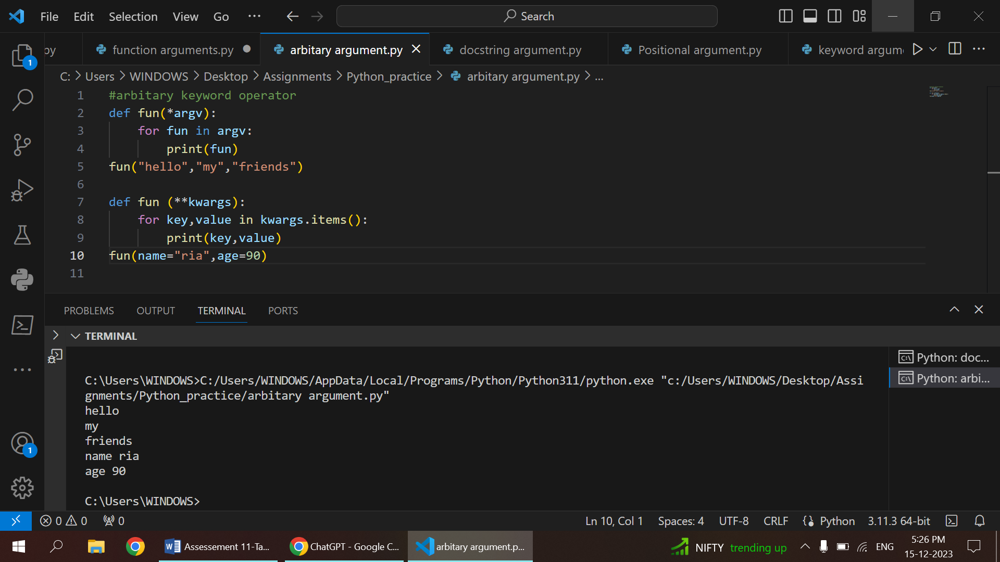 File Edit Selection View Go ... Search
py function arguments.py arbitary argument.py docstring argument.py Positional argument.py keyword argum
C: > Users > WINDOWS > Desktop > Assignments > Python_practice > arbitary argument.py > ...
1 #arbitary keyword operator
2 def fun(*argv):
3 for fun in argv:
4 print(fun)
5 fun("hello","my","friends")
6
7 def fun (**kwargs):
8 for key,value in kwargs.items():
9 print(key,value)
10 fun(name="ria",age=90)
11
1
PROBLEMS OUTPUT TERMINAL PORTS
TERMINAL
Python: doc...
Python: arbi...
C:\Users\WINDOWS>C:/Users/WINDOWS/AppData/Local/Programs/Python/Python311/python.exe "c:/Users/WINDOWS/Desktop/Assi
gnments/Python_practice/arbitary argument.py"
hello
my
friends
name ria
age 90
C:\Users\WINDOWS>
1
0 0 0 Ln 10, Col 1 Spaces: 4 UTF-8 CRLF {} Python 3.11.3 64-bit
Assessement 11-Ta... ChatGPT - Google C... arbitary argument.p... NIFTY trending up ENG 5:26 PM
15-12-2023